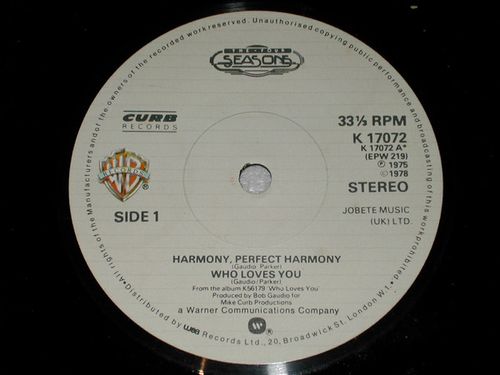 All rights of the Manufacturers and of the owners of the recorded work reserved. Unauthorised copying public performance and broadcasting of this work prohibited.
THE FOUR
SEASONS
CURB
RECORDS
33⅓ RPM
K 17072
K 17072 A*
(EPW 219)
Ⓟ 1975
© 1978
STEREO
WB
RECORDS
®
SIDE 1
JOBETE MUSIC
(UK) LTD.
HARMONY, PERFECT HARMONY
(Gaudio/Parker)
WHO LOVES YOU
(Gaudio/Parker)
From the album K56179 'Who Loves You'
Produced by Bob Gaudio for
Mike Curb Productions
a Warner Communications Company
W ®
Distributed by wea Records Ltd., 20, Broadwick St. London W1.